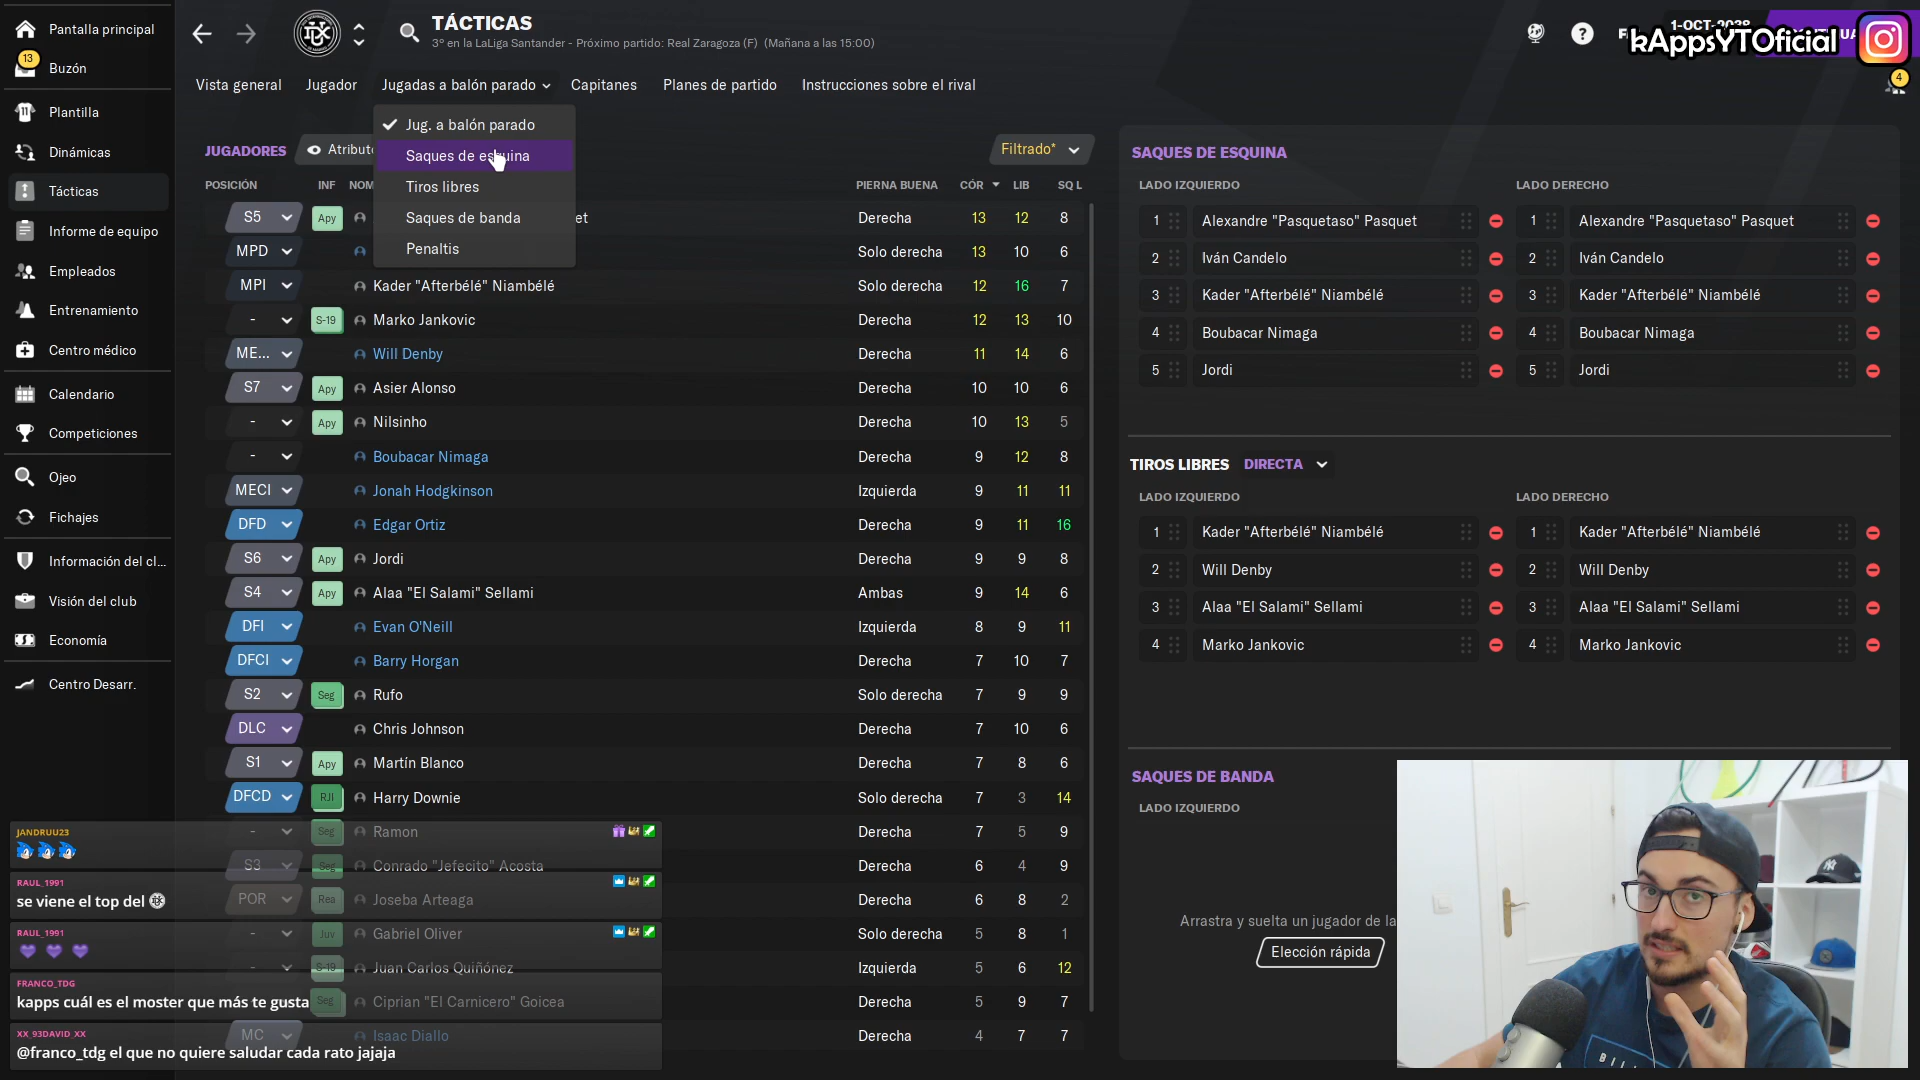 Pantalla principal
13
Buzón
Plantilla
Dinámicas
Tácticas
Informe de equipo
Empleados
Entrenamiento
Centro médico
Calendario
Competiciones
Ojeo
Fichajes
Información del cl...
Visión del club
Economía
Centro Desarr.
TÁCTICAS
3º en la LaLiga Santander - Próximo partido: Real Zaragoza (F) (Mañana a las 15:00)
kAppsYTOficial
4
Vista general
Jugador
Jugadas a balón parado
Capitanes
Planes de partido
Instrucciones sobre el rival
Jug. a balón parado
Saques de esquina
Tiros libres
Saques de banda
Penaltis
JUGADORES
Filtrado*
POSICIÓN INF PIERNA BUENA CÓR LIB SQ L
S5 Apy Derecha 13 12 8
MPD Solo derecha 13 10 6
MPI Kader "Afterbélé" Niambélé Solo derecha 12 16 7
- S-19 Marko Jankovic Derecha 12 13 10
ME... Will Denby Derecha 11 14 6
S7 Apy Asier Alonso Derecha 10 10 6
- Apy Nilsinho Derecha 10 13 5
- Boubacar Nimaga Derecha 9 12 8
MECI Jonah Hodgkinson Izquierda 9 11 11
DFD Edgar Ortiz Derecha 9 11 16
S6 Apy Jordi Derecha 9 9 8
S4 Apy Alaa "El Salami" Sellami Ambas 9 14 6
DFI Evan O'Neill Izquierda 8 9 11
DFCI Barry Horgan Derecha 7 10 7
S2 Seg Rufo Solo derecha 7 9 9
DLC Chris Johnson Derecha 7 10 6
S1 Apy Martín Blanco Derecha 7 8 6
DFCD RJI Harry Downie Solo derecha 7 3 14
- Seg Ramon Derecha 7 5 9
S3 Seg Conrado "Jefecito" Acosta Derecha 6 4 9
POR Rea Joseba Arteaga Derecha 6 8 2
- Juv Gabriel Oliver Solo derecha 5 8 1
- S-19 Juan Carlos Quiñónez Izquierda 5 6 12
Seg Ciprian "El Carnicero" Goicea Derecha 5 9 7
MC Isaac Diallo Derecha 4 7 7
JANDRUU23
RAUL_1991
se viene el top del
RAUL_1991
FRANCO_TDG
kapps cuál es el moster que más te gusta
XX_93DAVID_XX
@franco_tdg el que no quiere saludar cada rato jajaja
SAQUES DE ESQUINA
LADO IZQUIERDO LADO DERECHO
1 Alexandre "Pasquetaso" Pasquet 1 Alexandre "Pasquetaso" Pasquet
2 Iván Candelo 2 Iván Candelo
3 Kader "Afterbélé" Niambélé 3 Kader "Afterbélé" Niambélé
4 Boubacar Nimaga 4 Boubacar Nimaga
5 Jordi 5 Jordi
TIROS LIBRES DIRECTA
LADO IZQUIERDO LADO DERECHO
1 Kader "Afterbélé" Niambélé 1 Kader "Afterbélé" Niambélé
2 Will Denby 2 Will Denby
3 Alaa "El Salami" Sellami 3 Alaa "El Salami" Sellami
4 Marko Jankovic 4 Marko Jankovic
SAQUES DE BANDA
LADO IZQUIERDO
Arrastra y suelta un jugador de la
Elección rápida